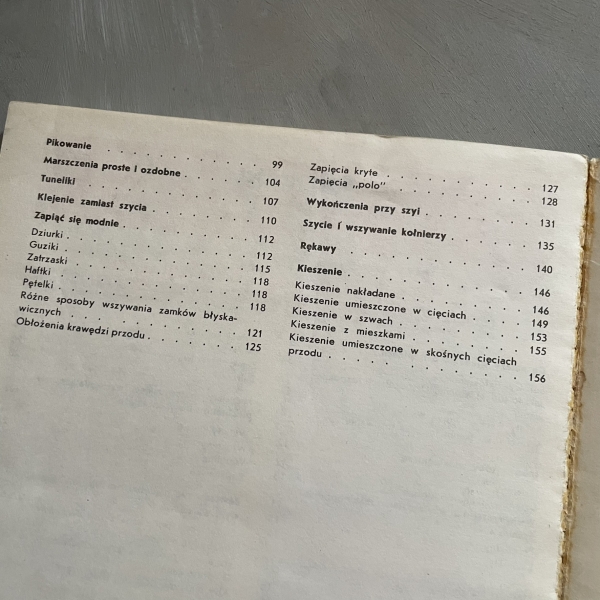 Pikowanie . . . . . . . . . . . 99
Marszczenia proste i ozdobne . . . . . 104
Tuneliki . . . . . . . . . . . . 107
Klejenie zamiast szycia . . . . . . . 110
Zapiąć się modnie . . . . . . . . . 112
Dziurki . . . . . . . . . . . . 112
Guziki . . . . . . . . . . . . 115
Zatrzaski . . . . . . . . . . . 118
Haftki . . . . . . . . . . . . 118
Pętelki . . . . . . . . . . . . 118
Różne sposoby wszywania zamków błyska-
wicznych . . . . . . . . . . . 121
Obłożenia krawędzi przodu . . . . . . 125
Zapięcia kryte . . . . . . . . . . 127
Zapięcia „polo" . . . . . . . . . . 128
Wykończenia przy szyi . . . . . . . 131
Szycie i wszywanie kołnierzy . . . . . 135
Rękawy . . . . . . . . . . . . 140
Kieszenie . . . . . . . . . . . 146
Kieszenie nakładane . . . . . . . . 146
Kieszenie umieszczone w cięciach . . . . 149
Kieszenie w szwach . . . . . . . . 153
Kieszenie z mieszkami . . . . . . . 155
Kieszenie umieszczone w skośnych cięciach
przodu . . . . . . . . . . . . 156